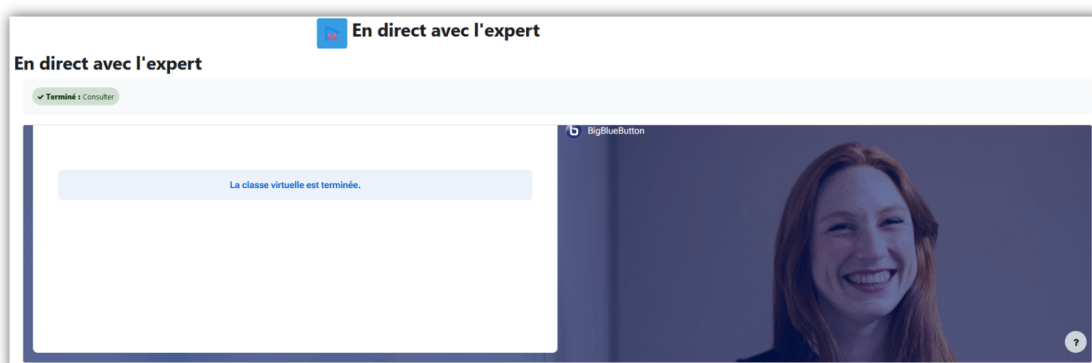 En direct avec l'expert
En direct avec l'expert
✓ Terminé : Consulter
BigBlueButton
La classe virtuelle est terminée.
?